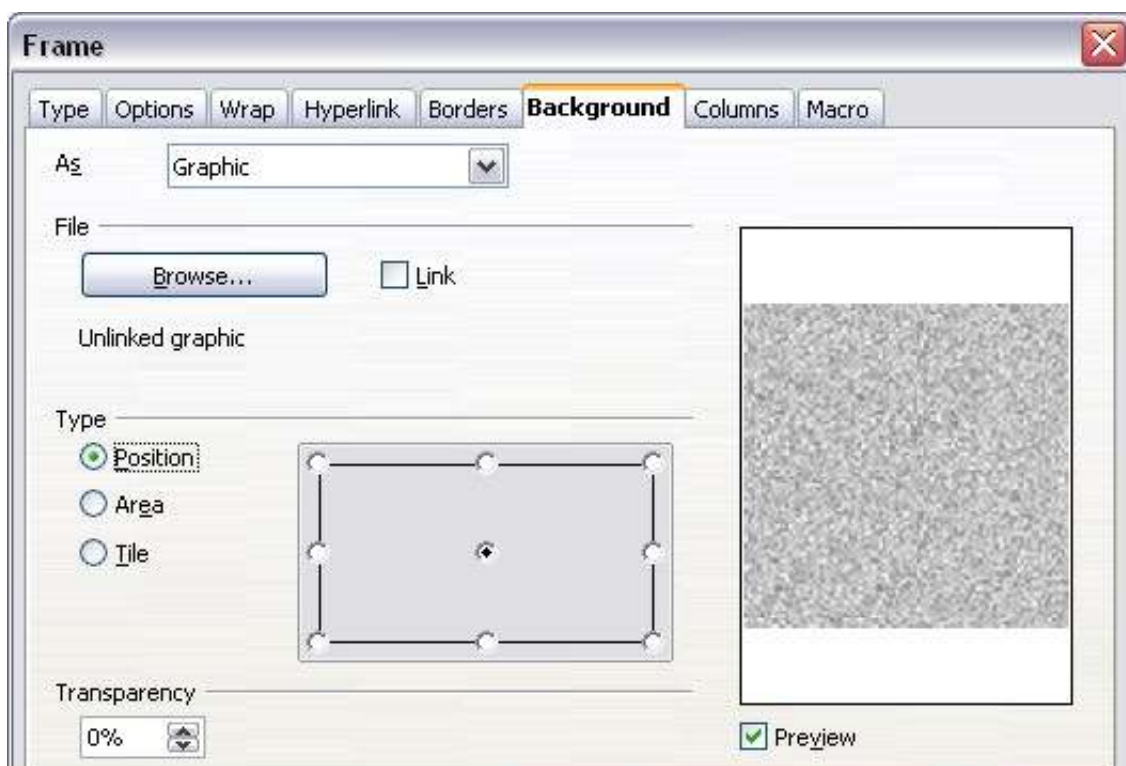 Frame
Type Options Wrap Hyperlink Borders Background Columns Macro
As Graphic
File
Browse... Link
Unlinked graphic
Type
Position
Area
Tile
Transparency
0%
Preview